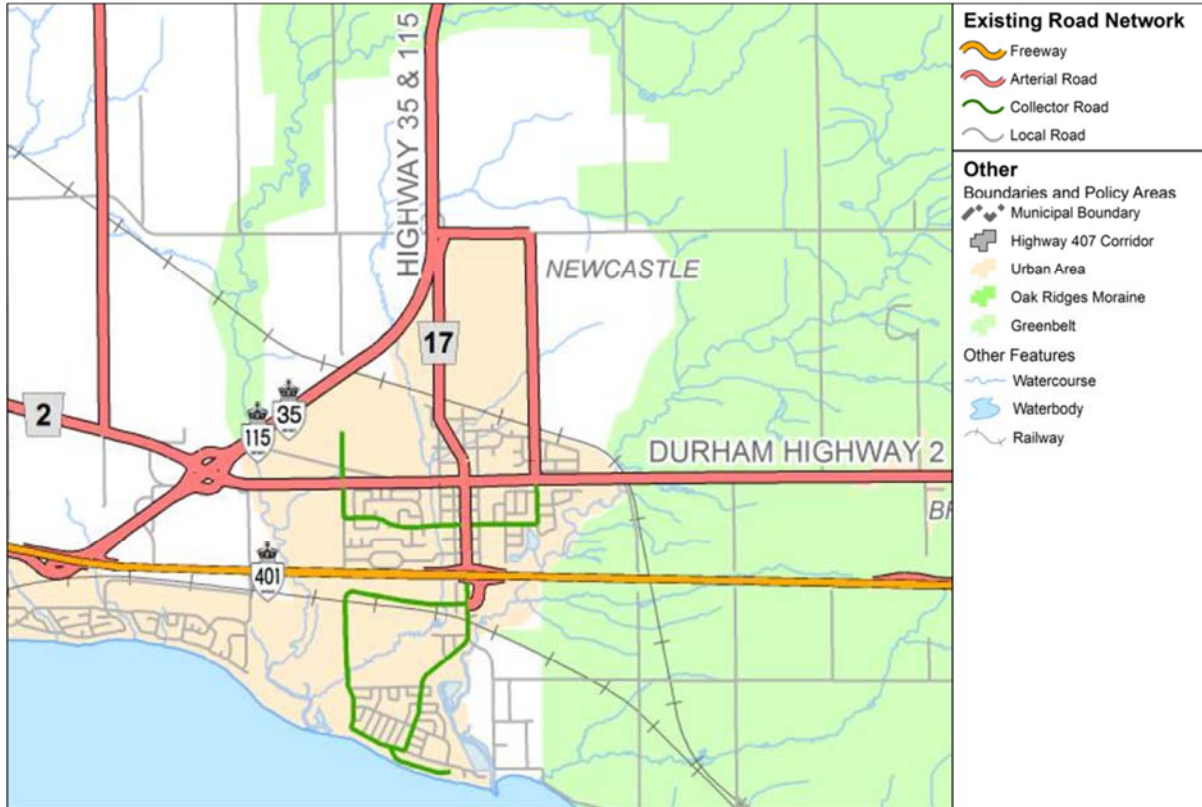 HIGHWAY 35 & 115
NEWCASTLE
17
2
35
115
DURHAM HIGHWAY 2
401
Existing Road Network
Freeway
Arterial Road
Collector Road
Local Road
Other
Boundaries and Policy Areas
Municipal Boundary
Highway 407 Corridor
Urban Area
Oak Ridges Moraine
Greenbelt
Other Features
Watercourse
Waterbody
Railway